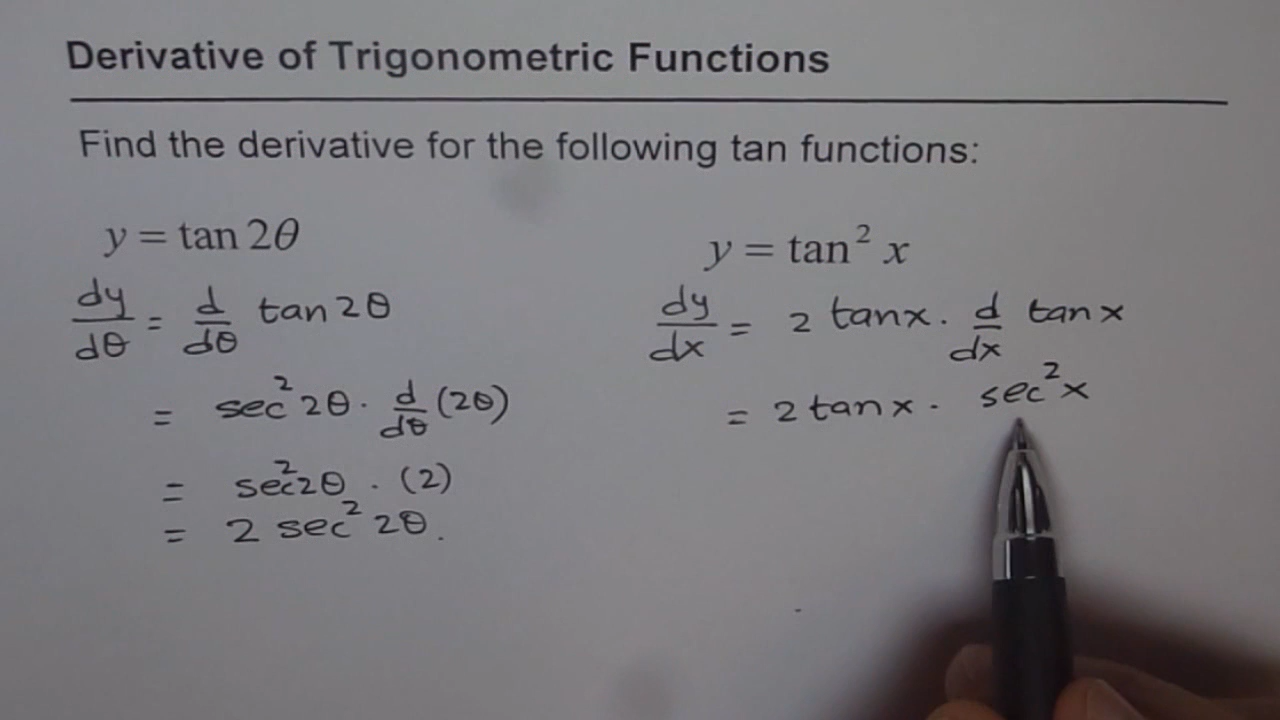 Derivative of Trigonometric Functions
Find the derivative for the following tan functions:
y = tan 2θ
dy/dθ = d/dθ tan 2θ
= sec² 2θ · d/dθ (2θ)
= sec² 2θ · (2)
= 2 sec² 2θ.
y = tan² x
dy/dx = 2 tan x · d/dx tan x
= 2 tan x · sec² x